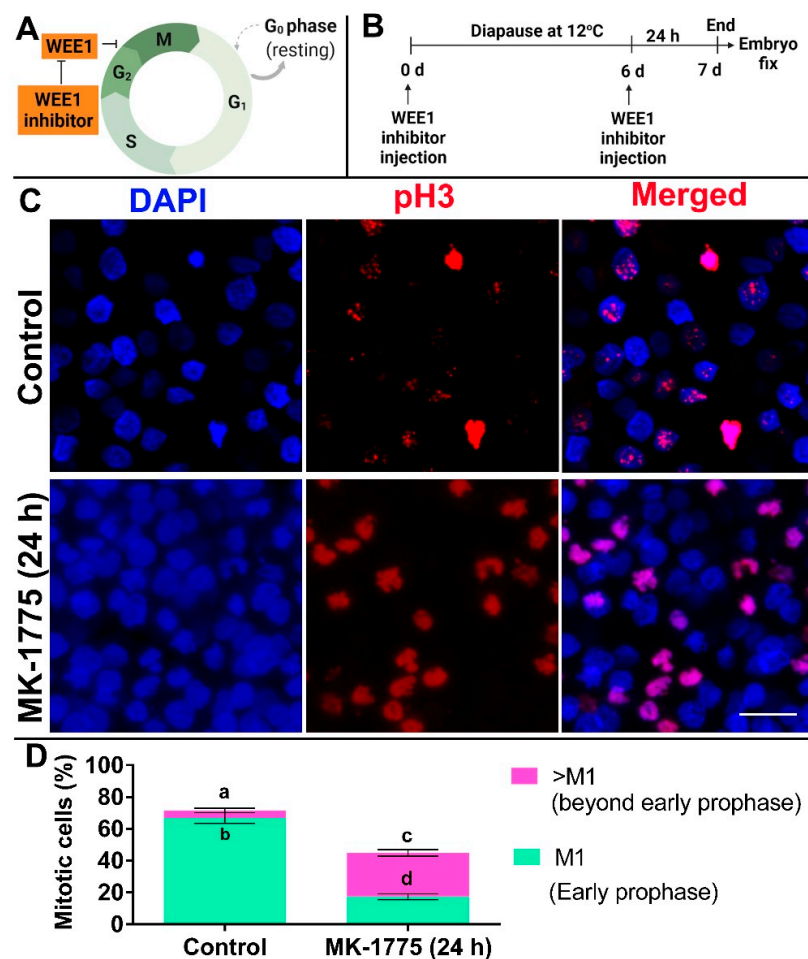 A
WEE1
WEE1
inhibitor
M
G₂
S
G₁
G₀ phase
(resting)
B
Diapause at 12°C
24 h
End
Embryo
fix
0 d
6 d
7 d
WEE1
inhibitor
injection
WEE1
inhibitor
injection
C
DAPI
pH3
Merged
Control
MK-1775 (24 h)
D
Mitotic cells (%)
100
80
60
40
20
0
a
b
c
d
Control
MK-1775 (24 h)
>M1
(beyond early prophase)
M1
(Early prophase)